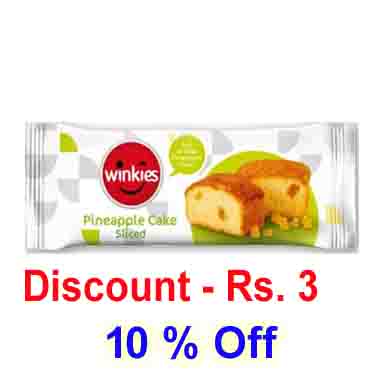 winkies
Pineapple Cake
Sliced
Discount - Rs. 3
10 % Off